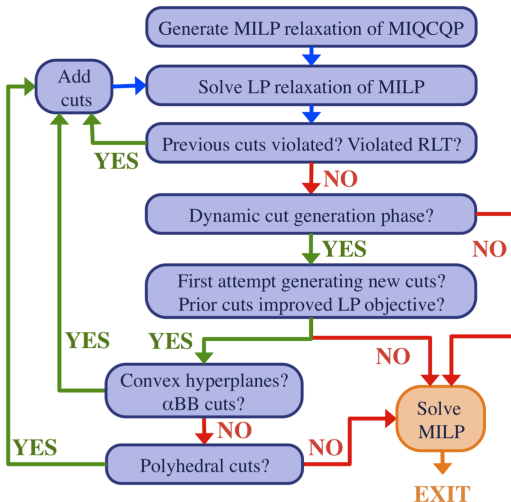 Generate MILP relaxation of MIQCQP
Add
cuts
Solve LP relaxation of MILP
Previous cuts violated? Violated RLT?
YES
NO
Dynamic cut generation phase?
YES
NO
First attempt generating new cuts?
Prior cuts improved LP objective?
YES
YES
NO
Convex hyperplanes?
αBB cuts?
Solve
MILP
NO
YES
NO
Polyhedral cuts?
EXIT